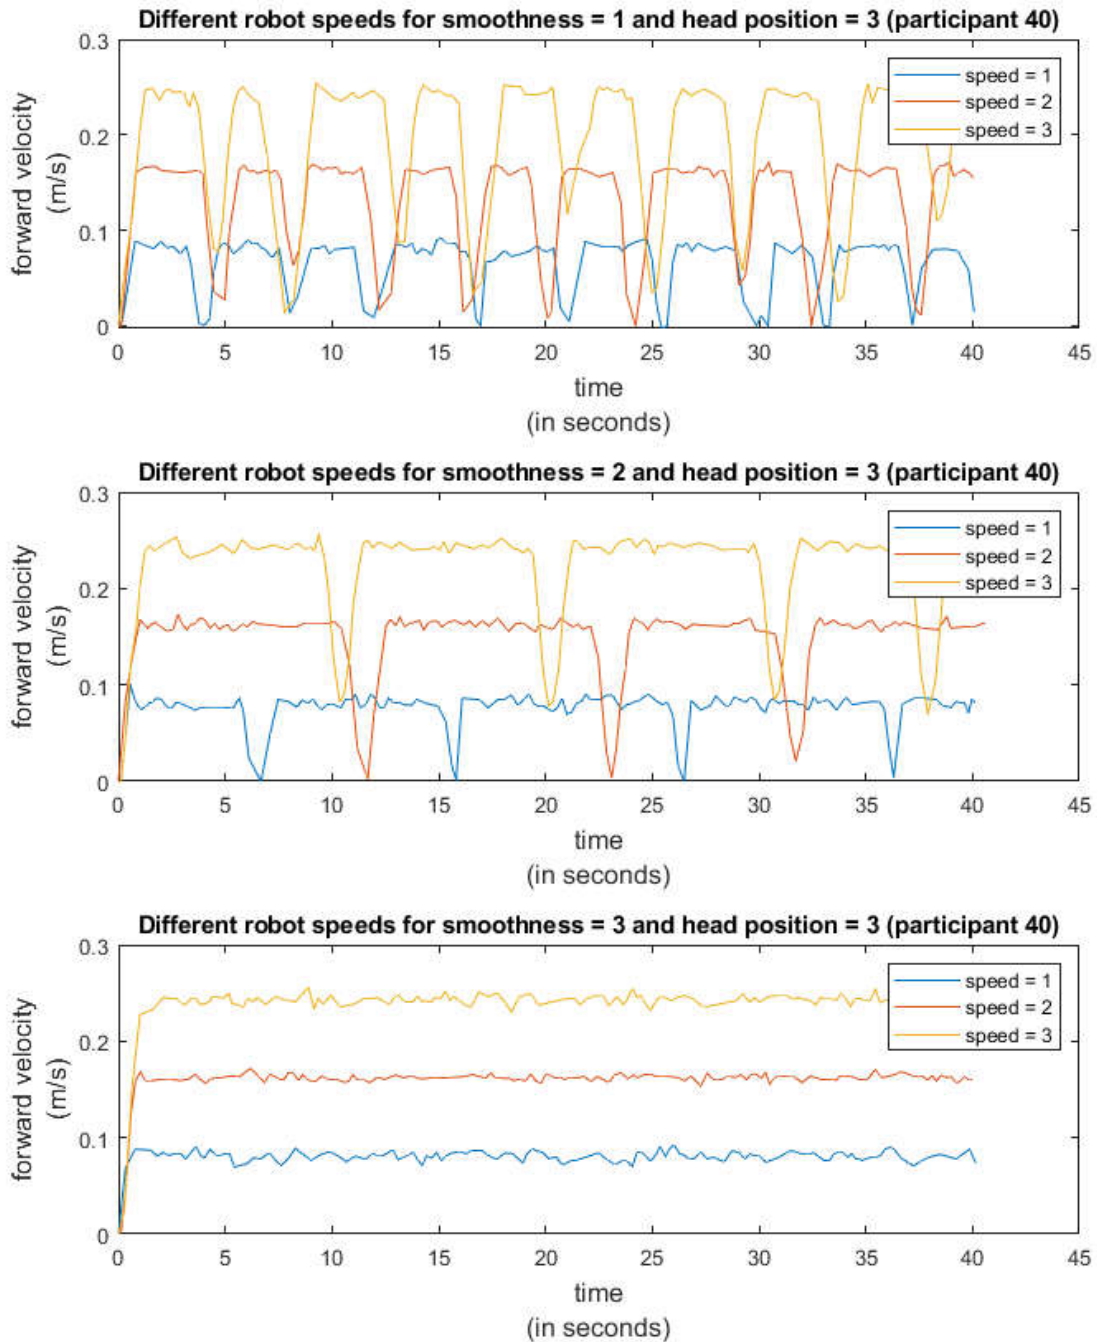 Different robot speeds for smoothness = 1 and head position = 3 (participant 40)
0.3
0.2
0.1
0
forward velocity
(m/s)
speed = 1
speed = 2
speed = 3
0 5 10 15 20 25 30 35 40 45
time
(in seconds)
Different robot speeds for smoothness = 2 and head position = 3 (participant 40)
0.3
0.2
0.1
0
forward velocity
(m/s)
speed = 1
speed = 2
speed = 3
0 5 10 15 20 25 30 35 40 45
time
(in seconds)
Different robot speeds for smoothness = 3 and head position = 3 (participant 40)
0.3
0.2
0.1
0
forward velocity
(m/s)
speed = 1
speed = 2
speed = 3
0 5 10 15 20 25 30 35 40 45
time
(in seconds)